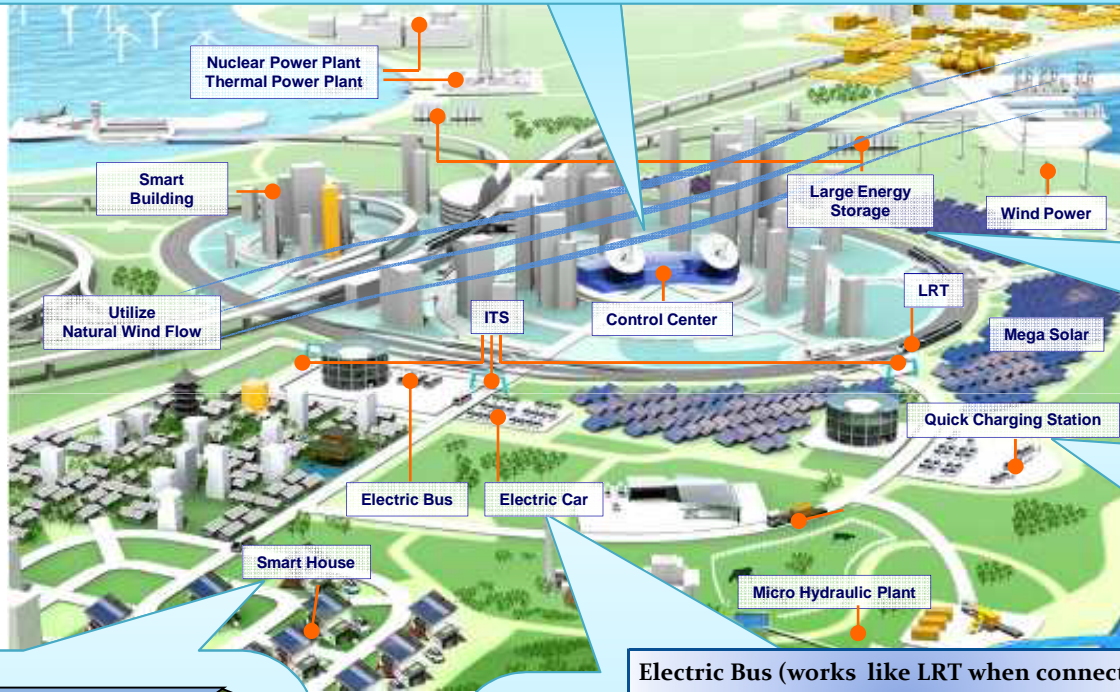 Nuclear Power Plant
Thermal Power Plant
Smart
Building
Large Energy
Storage
Wind Power
Utilize
Natural Wind Flow
ITS
Control Center
LRT
Mega Solar
Quick Charging Station
Electric Bus
Electric Car
Smart House
Micro Hydraulic Plant
Electric Bus (works like LRT when connect